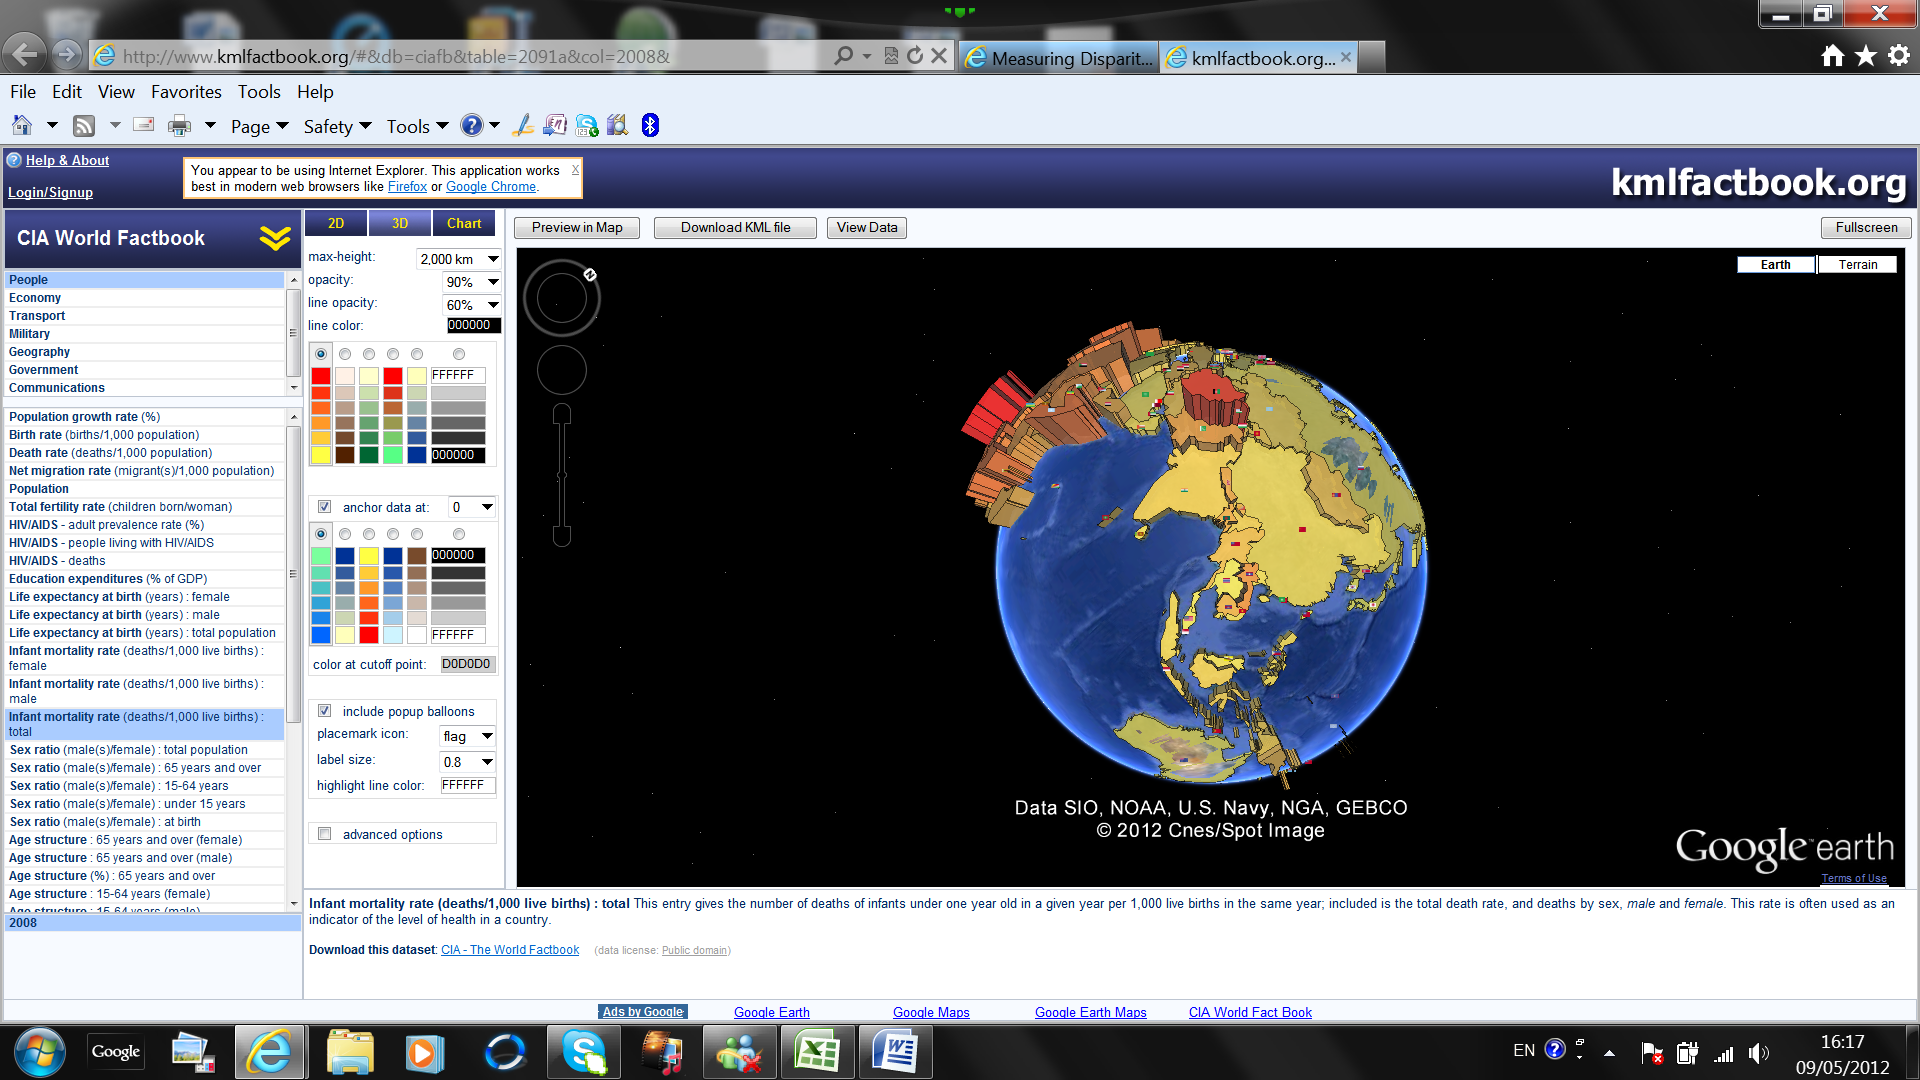 http://www.kmlfactbook.org/#&db=ciafb&table=2091a&col=2008&
Measuring Disparit...
kmlfactbook.org...
File Edit View Favorites Tools Help
Page Safety Tools
Help & About
Login/Signup
You appear to be using Internet Explorer. This application works
best in modern web browsers like Firefox or Google Chrome.
X
kmlfactbook.org
CIA World Factbook
People
Economy
Transport
Military
Geography
Government
Communications
Population growth rate (%)
Birth rate (births/1,000 population)
Death rate (deaths/1,000 population)
Net migration rate (migrant(s)/1,000 population)
Population
Total fertility rate (children born/woman)
HIV/AIDS - adult prevalence rate (%)
HIV/AIDS - people living with HIV/AIDS
HIV/AIDS - deaths
Education expenditures (% of GDP)
Life expectancy at birth (years) : female
Life expectancy at birth (years) : male
Life expectancy at birth (years) : total population
Infant mortality rate (deaths/1,000 live births) :
female
Infant mortality rate (deaths/1,000 live births) :
male
Infant mortality rate (deaths/1,000 live births) :
total
Sex ratio (male(s)/female) : total population
Sex ratio (male(s)/female) : 65 years and over
Sex ratio (male(s)/female) : 15-64 years
Sex ratio (male(s)/female) : under 15 years
Sex ratio (male(s)/female) : at birth
Age structure : 65 years and over (female)
Age structure : 65 years and over (male)
Age structure (%) : 65 years and over
Age structure : 15-64 years (female)
Age structure : 15-64 years (male)
2008
2D 3D Chart
max-height: 2,000 km
opacity: 90%
line opacity: 60%
line color: 000000
FFFFFF
000000
anchor data at: 0
000000
FFFFFF
color at cutoff point: D0D0D0
include popup balloons
placemark icon: flag
label size: 0.8
highlight line color: FFFFFF
advanced options
Preview in Map Download KML file View Data Fullscreen
Earth Terrain
N
Data SIO, NOAA, U.S. Navy, NGA, GEBCO
© 2012 Cnes/Spot Image
Google earth
Terms of Use
Infant mortality rate (deaths/1,000 live births) : total This entry gives the number of deaths of infants under one year old in a given year per 1,000 live births in the same year; included is the total death rate, and deaths by sex, male and female. This rate is often used as an
indicator of the level of health in a country.
Download this dataset: CIA - The World Factbook (data license: Public domain)
Ads by Google Google Earth Google Maps Google Earth Maps CIA World Fact Book
Google
EN
16:17
09/05/2012